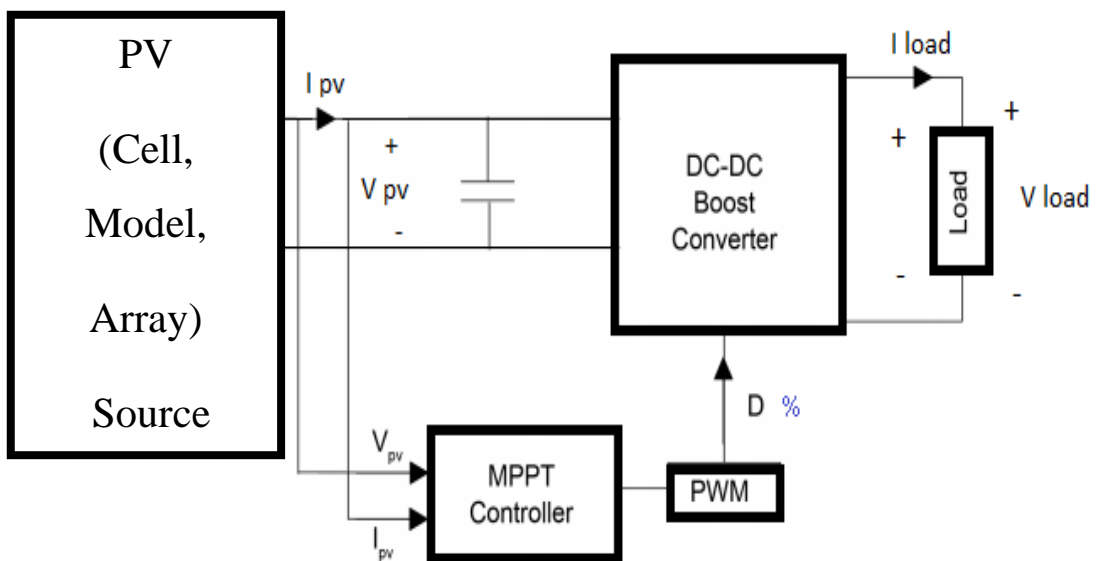 PV
(Cell,
Model,
Array)
Source
I pv
+
V pv
-
DC-DC
Boost
Converter
I load
+
-
Load
+
V load
-
D %
V pv
I pv
MPPT
Controller
PWM